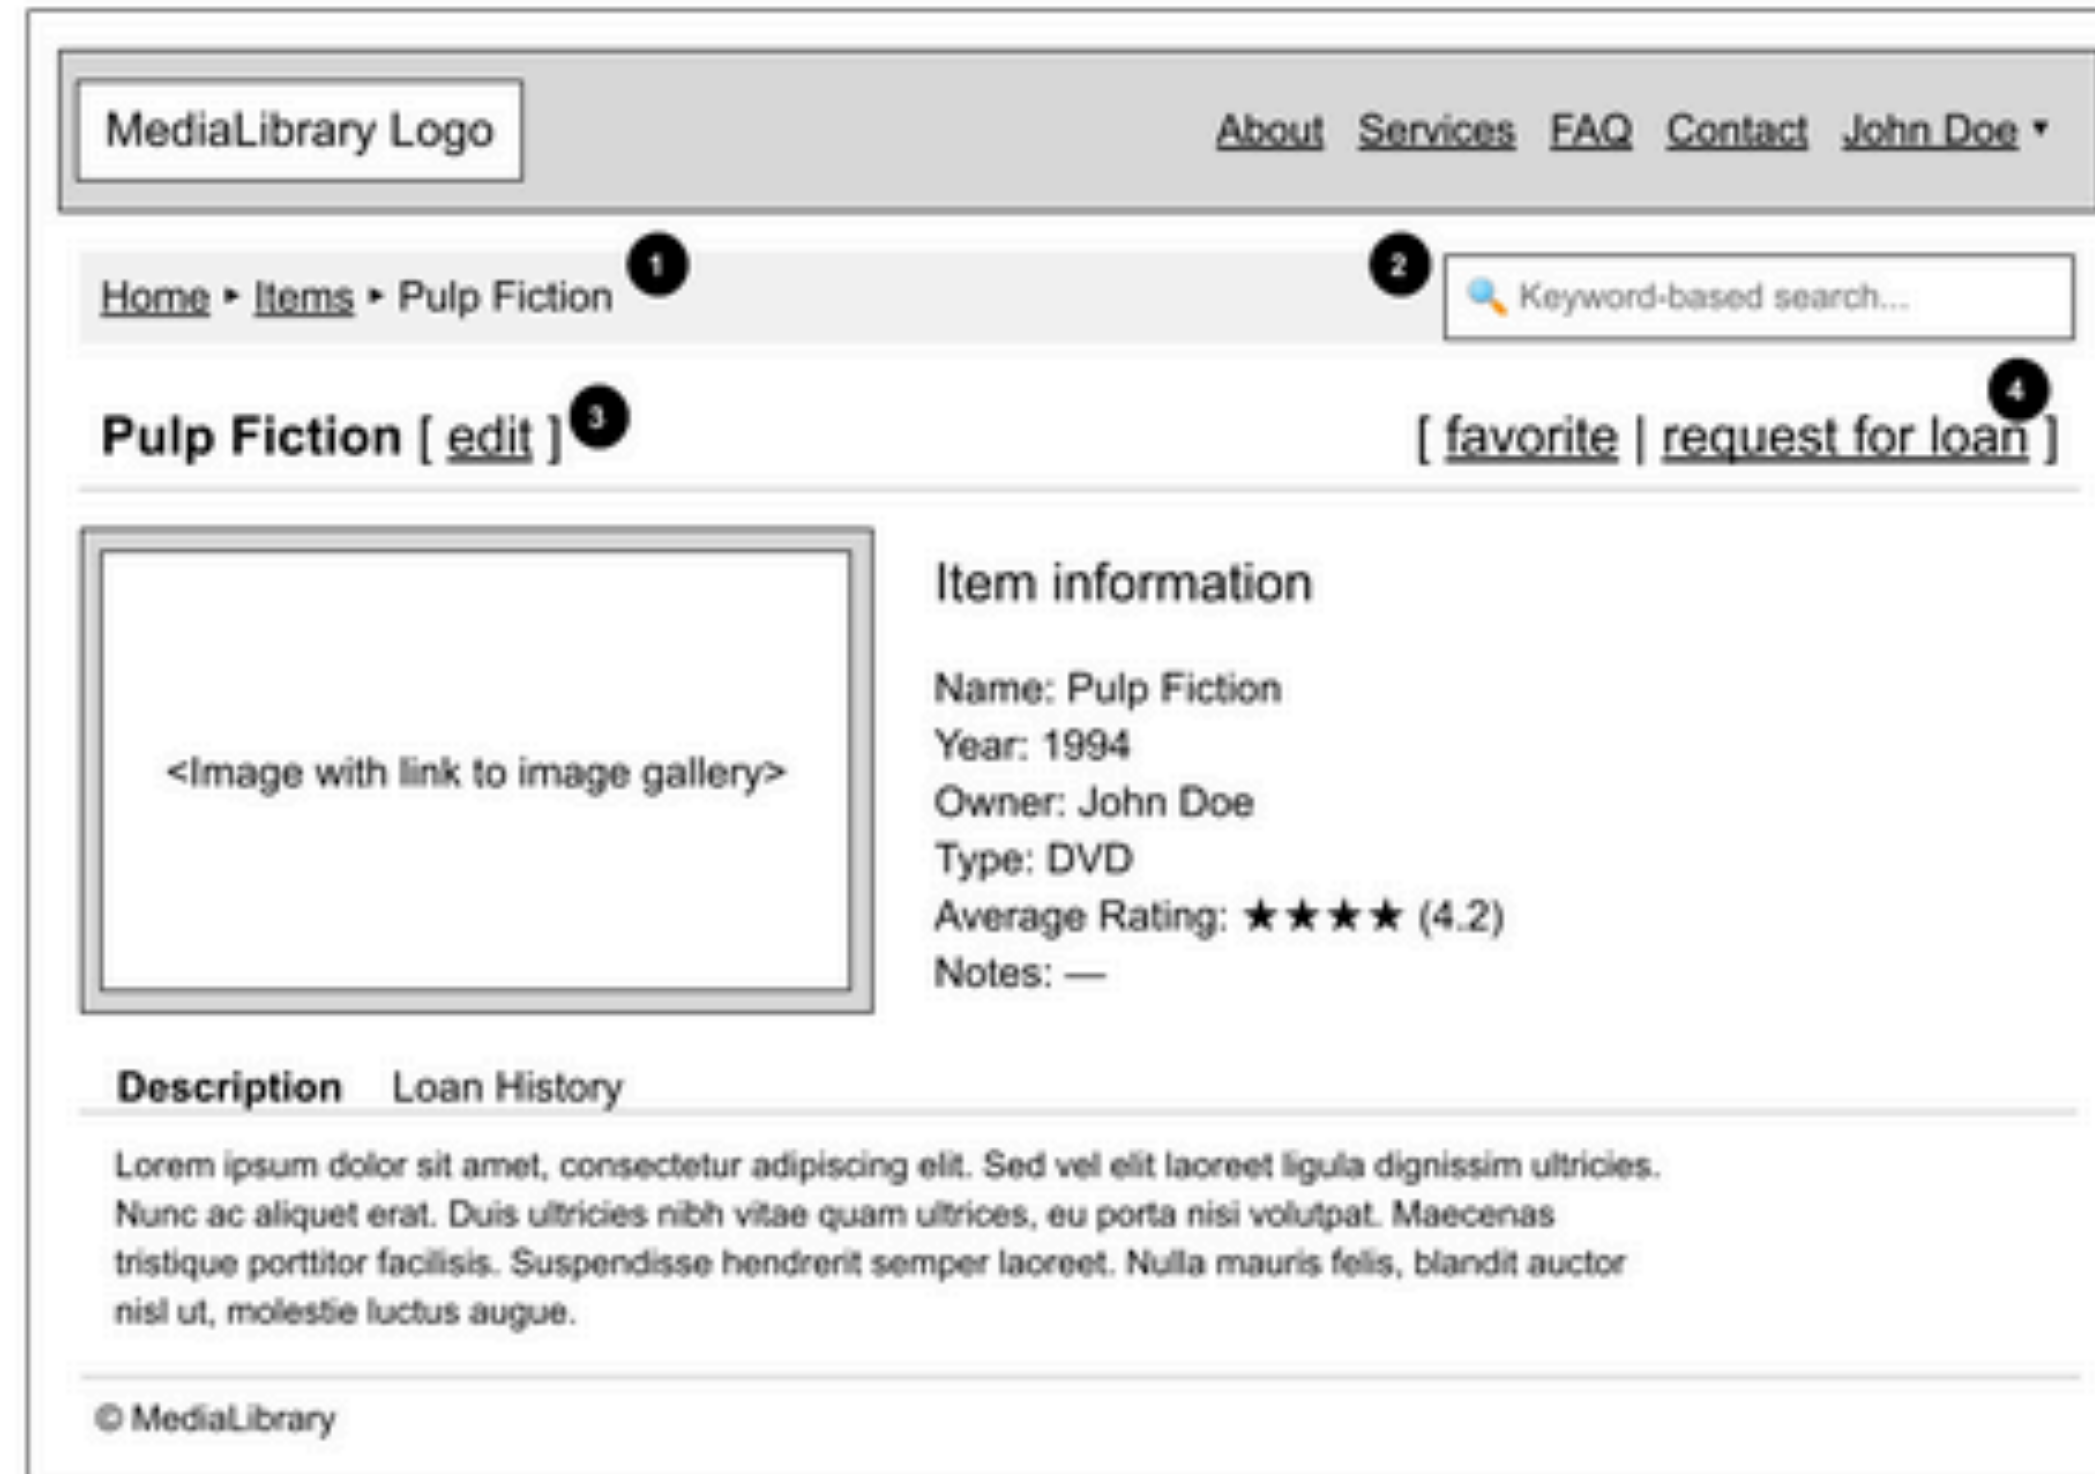 MediaLibrary Logo
About Services FAQ Contact John Doe ▾
Home ▸ Items ▸ Pulp Fiction 1
2 🔍 Keyword-based search...
Pulp Fiction [ edit ] 3
4
[ favorite | request for loan ]
<Image with link to image gallery>
Item information
Name: Pulp Fiction
Year: 1994
Owner: John Doe
Type: DVD
Average Rating: ★★★★ (4.2)
Notes: —
Description Loan History
Lorem ipsum dolor sit amet, consectetur adipiscing elit. Sed vel elit laoreet ligula dignissim ultricies.
Nunc ac aliquet erat. Duis ultricies nibh vitae quam ultrices, eu porta nisi volutpat. Maecenas
tristique porttitor facilisis. Suspendisse hendrerit semper laoreet. Nulla mauris felis, blandit auctor
nisl ut, molestie luctus augue.
© MediaLibrary